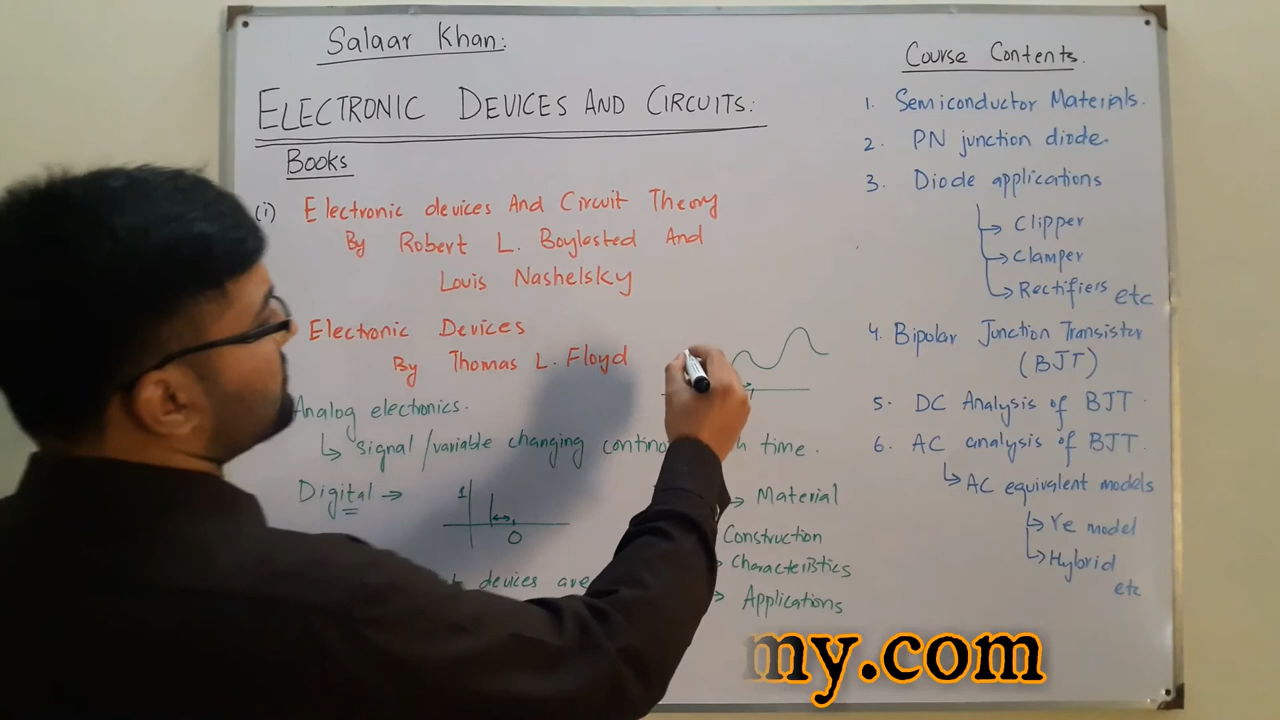 Salaar Khan:
ELECTRONIC DEVICES AND CIRCUITS:
BOOKS
(i) Electronic devices And Circuit Theory
By Robert L. Boylasted And
Louis Nashelsky
Electronic Devices
By Thomas L. Floyd
Analog electronics.
Signal/variable changing time.
Digital
1
0
devices are
Material
Construction
Characteristics
Applications
Course Contents.
1. Semiconductor Materials.
2. PN junction diode.
3. Diode applications
Clipper
Clamper
Rectifiers etc
4. Bipolar Junction Transister
(BJT)
5. DC Analysis of BJT.
6. AC analysis of BJT.
AC equivalent models
re model
Hybrid
etc
my.com